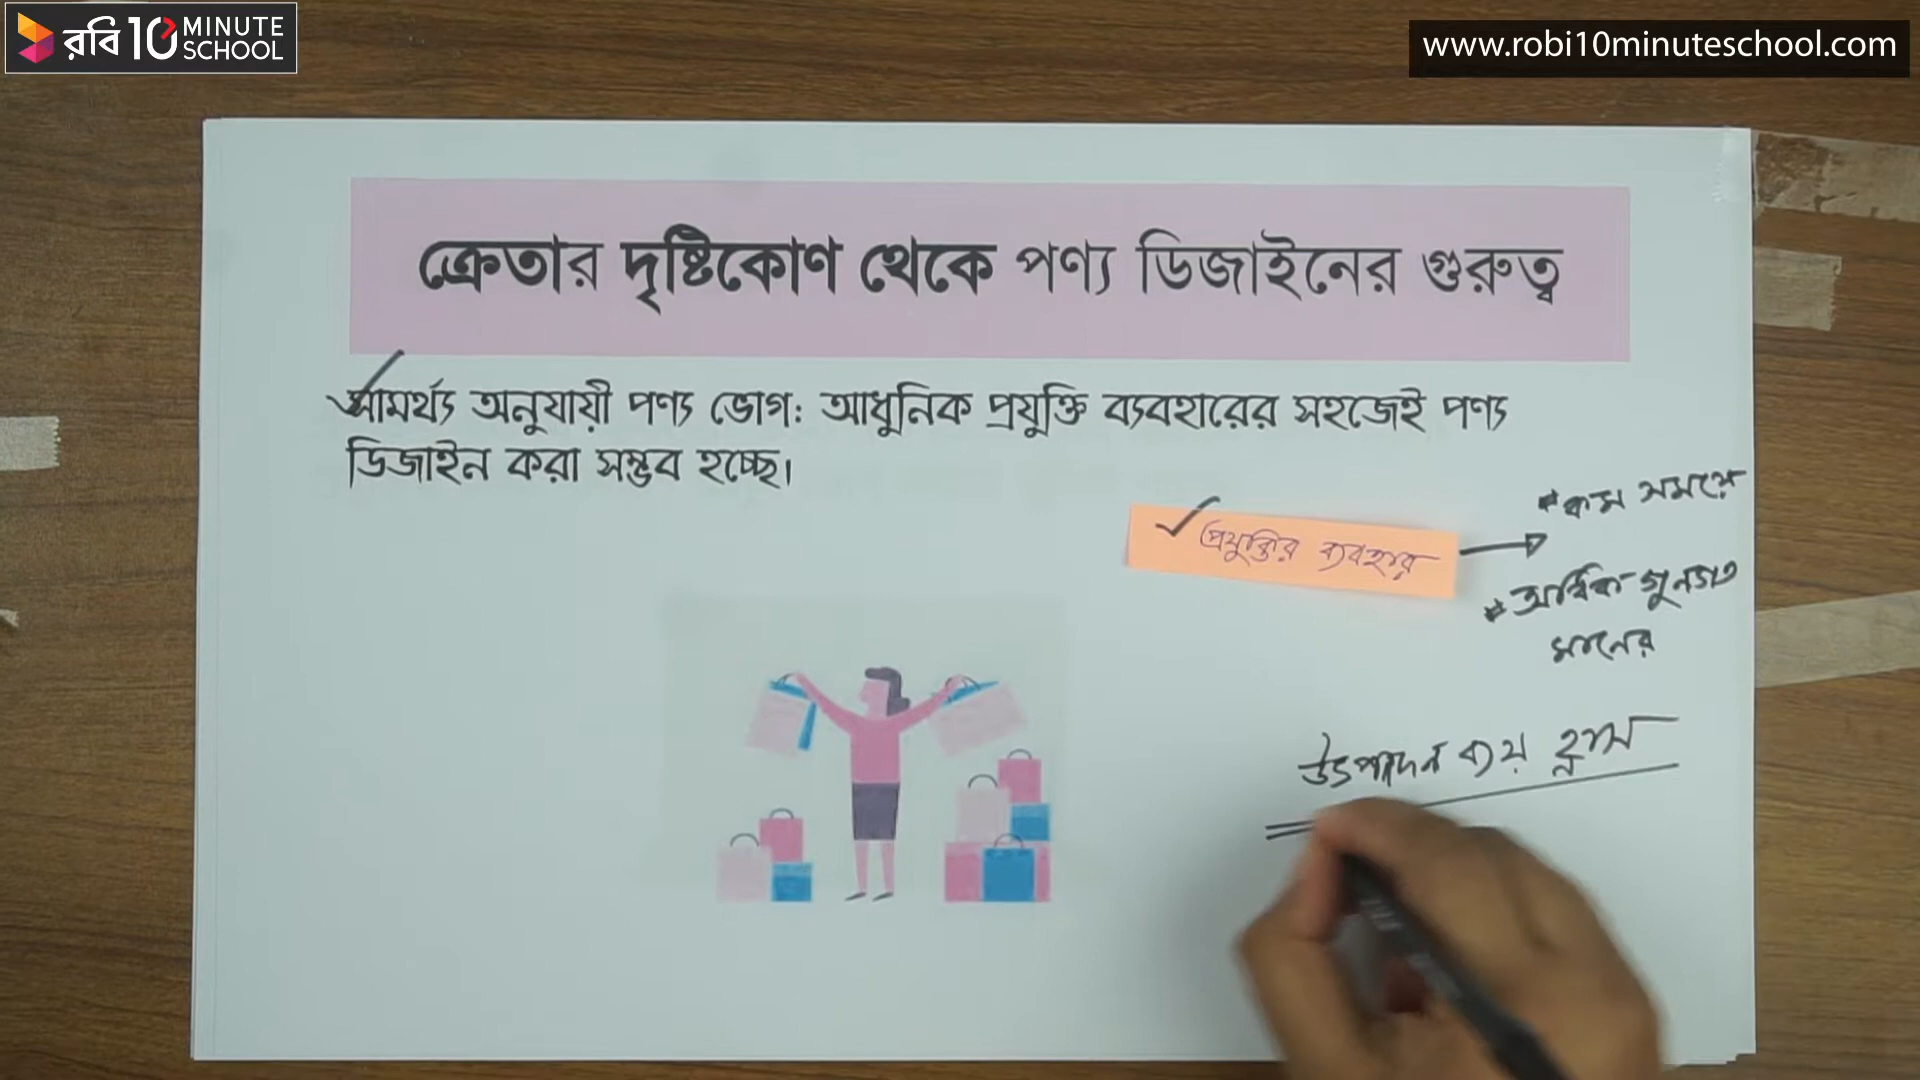 রবি 10 MINUTE SCHOOL
www.robi10minuteschool.com
ক্রেতার দৃষ্টিকোণ থেকে পণ্য ডিজাইনের গুরুত্ব
সামর্থ্য অনুযায়ী পণ্য ভোগ: আধুনিক প্রযুক্তি ব্যবহারের সহজেই পণ্য
ডিজাইন করা সম্ভব হচ্ছে।
* কম সময়ে
প্রযুক্তির ব্যবহার
* অধিক গুনগত
মানের
উৎপাদন ব্যয় হ্রাস